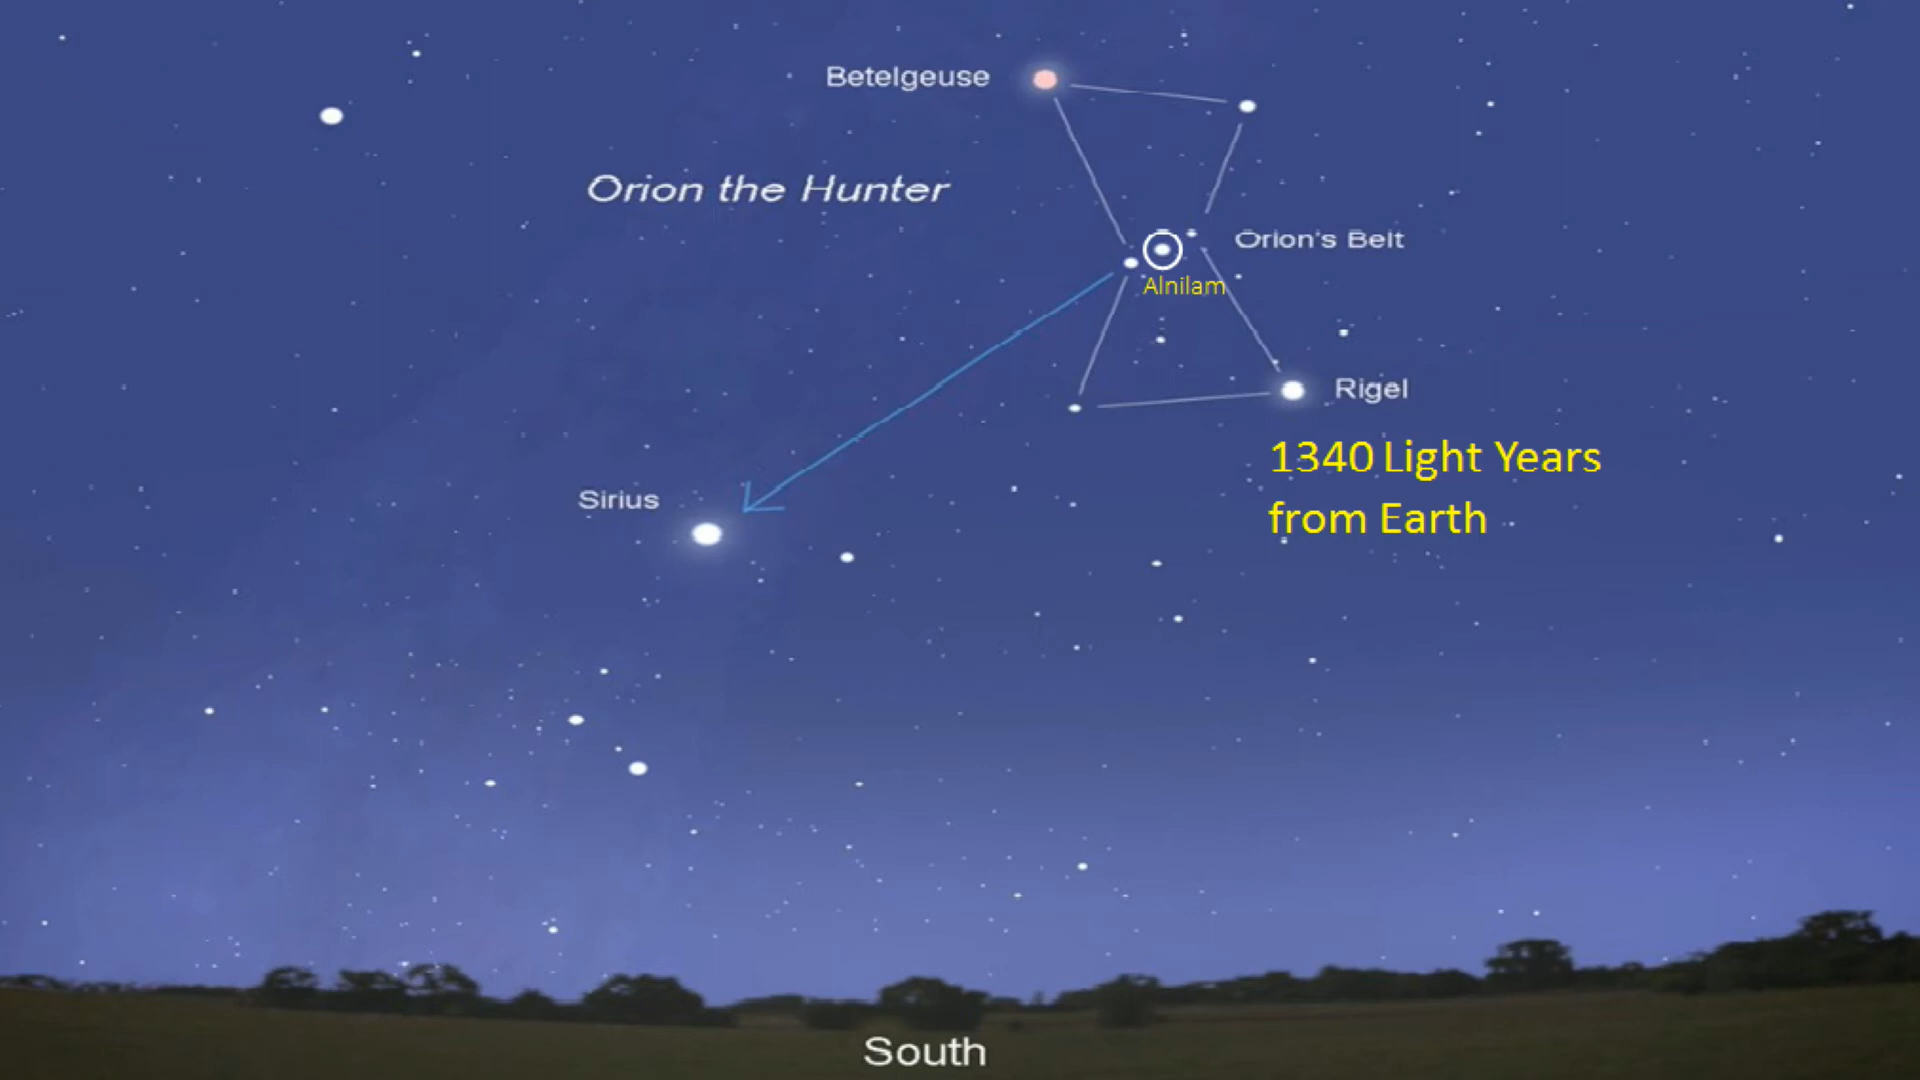 Betelgeuse
Orion the Hunter
Orion's Belt
Alnilam
Rigel
1340 Light Years
from Earth
Sirius
South